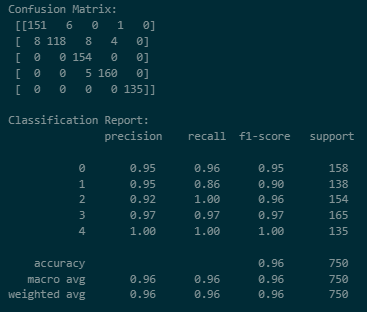 Confusion Matrix:
[[151 6 0 1 0]
[ 8 118 8 4 0]
[ 0 0 154 0 0]
[ 0 0 5 160 0]
[ 0 0 0 0 135]]
Classification Report:
precision recall f1-score support
0 0.95 0.96 0.95 158
1 0.95 0.86 0.90 138
2 0.92 1.00 0.96 154
3 0.97 0.97 0.97 165
4 1.00 1.00 1.00 135
accuracy 0.96 750
macro avg 0.96 0.96 0.96 750
weighted avg 0.96 0.96 0.96 750